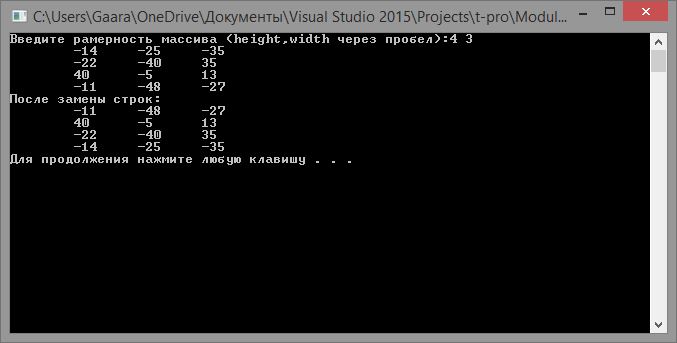 C:\Users\Gaara\OneDrive\Документы\Visual Studio 2015\Projects\t-pro\Modul...
Введите рамерность массива (height,width через пробел):4 3
-14 -25 -35
-22 -40 35
40 -5 13
-11 -48 -27
После замены строк:
-11 -48 -27
40 -5 13
-22 -40 35
-14 -25 -35
Для продолжения нажмите любую клавишу . . .